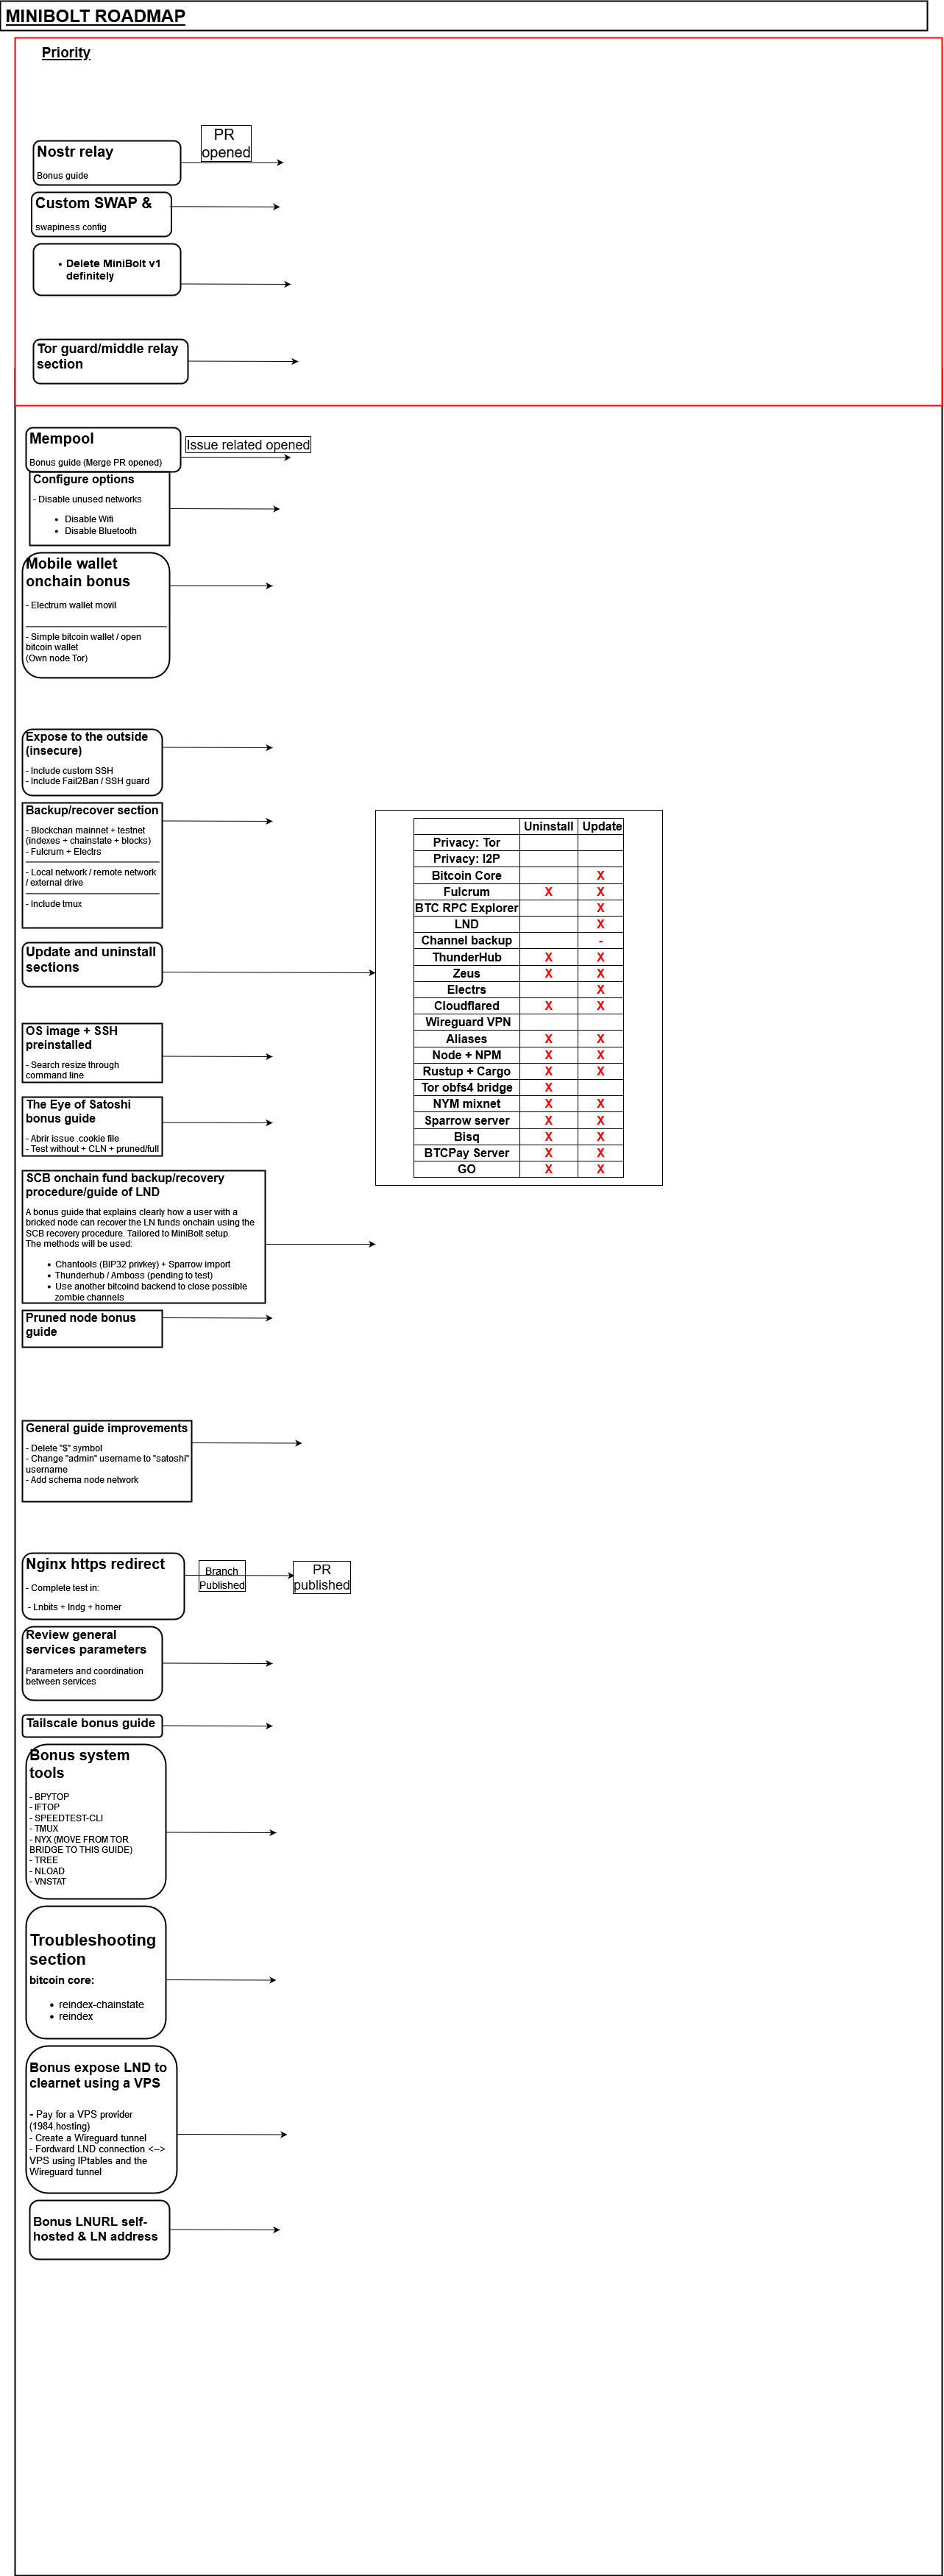 MINIBOLT ROADMAP
Priority
PR
opened
Nostr relay
Bonus guide
Custom SWAP &
swapiness config
• Delete MiniBolt v1
definitely
Tor guard/middle relay
section
Mempool
Issue related opened
Bonus guide (Merge PR opened)
Configure options
- Disable unused networks
• Disable Wifi
• Disable Bluetooth
Mobile wallet
onchain bonus
- Electrum wallet movil
- Simple bitcoin wallet / open
bitcoin wallet
(Own node Tor)
Expose to the outside
(insecure)
- Include custom SSH
- Include Fail2Ban / SSH guard
Backup/recover section
- Blockchan mainnet + testnet
(indexes + chainstate + blocks)
- Fulcrum + Electrs
- Local network / remote network
/ external drive
- Include tmux
Update and uninstall
sections
Uninstall Update
Privacy: Tor
Privacy: I2P
Bitcoin Core X
Fulcrum X X
BTC RPC Explorer X
LND X
Channel backup -
ThunderHub X X
Zeus X X
Electrs X
Cloudflared X X
Wireguard VPN
Aliases X X
Node + NPM X X
Rustup + Cargo X X
Tor obfs4 bridge X
NYM mixnet X X
Sparrow server X X
Bisq X X
BTCPay Server X X
GO X X
OS image + SSH
preinstalled
- Search resize through
command line
The Eye of Satoshi
bonus guide
- Abrir issue .cookie file
- Test without + CLN + pruned/full
SCB onchain fund backup/recovery
procedure/guide of LND
A bonus guide that explains clearly how a user with a
bricked node can recover the LN funds onchain using the
SCB recovery procedure. Tailored to MiniBolt setup.
The methods will be used:
• Chantools (BIP32 privkey) + Sparrow import
• Thunderhub / Amboss (pending to test)
• Use another bitcoind backend to close possible
zombie channels
Pruned node bonus
guide
General guide improvements
- Delete "$" symbol
- Change "admin" username to "satoshi"
username
- Add schema node network
Nginx https redirect
- Complete test in:
- Lnbits + lndg + homer
Branch
Published
PR
published
Review general
services parameters
Parameters and coordination
between services
Tailscale bonus guide
Bonus system
tools
- BPYTOP
- IFTOP
- SPEEDTEST-CLI
- TMUX
- NYX (MOVE FROM TOR
BRIDGE TO THIS GUIDE)
- TREE
- NLOAD
- VNSTAT
Troubleshooting
section
bitcoin core:
• reindex-chainstate
• reindex
Bonus expose LND to
clearnet using a VPS
- Pay for a VPS provider
(1984.hosting)
- Create a Wireguard tunnel
- Fordward LND connection <-->
VPS using IPtables and the
Wireguard tunnel
Bonus LNURL self-
hosted & LN address